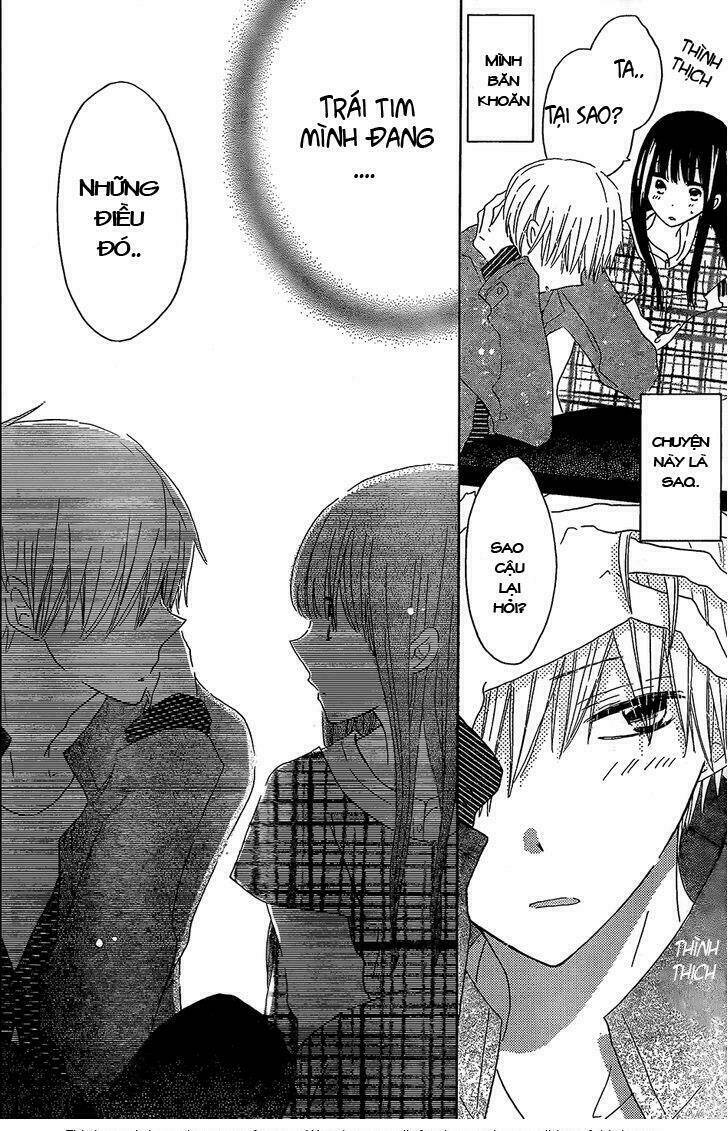 THÌNH
THỊCH
TA..
TẠI SAO?
MÌNH
BĂN
KHOĂN
CHUYỆN
NÀY LÀ
SAO.
SAO
CẬU
LẠI
HỎI?
THÌNH
THỊCH
TRÁI TIM
MÌNH ĐANG
....
NHỮNG
ĐIỀU
ĐÓ..